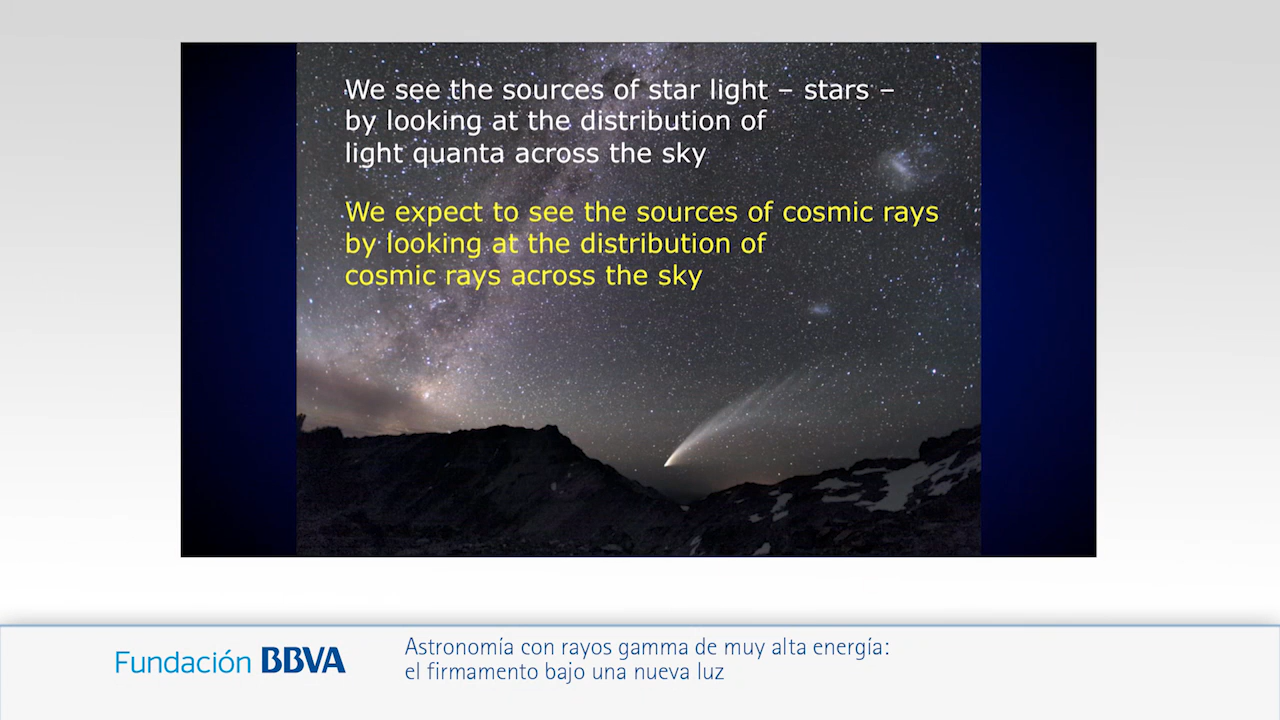 We see the sources of star light – stars –
by looking at the distribution of
light quanta across the sky
We expect to see the sources of cosmic rays
by looking at the distribution of
cosmic rays across the sky
Fundación BBVA
Astronomía con rayos gamma de muy alta energía:
el firmamento bajo una nueva luz